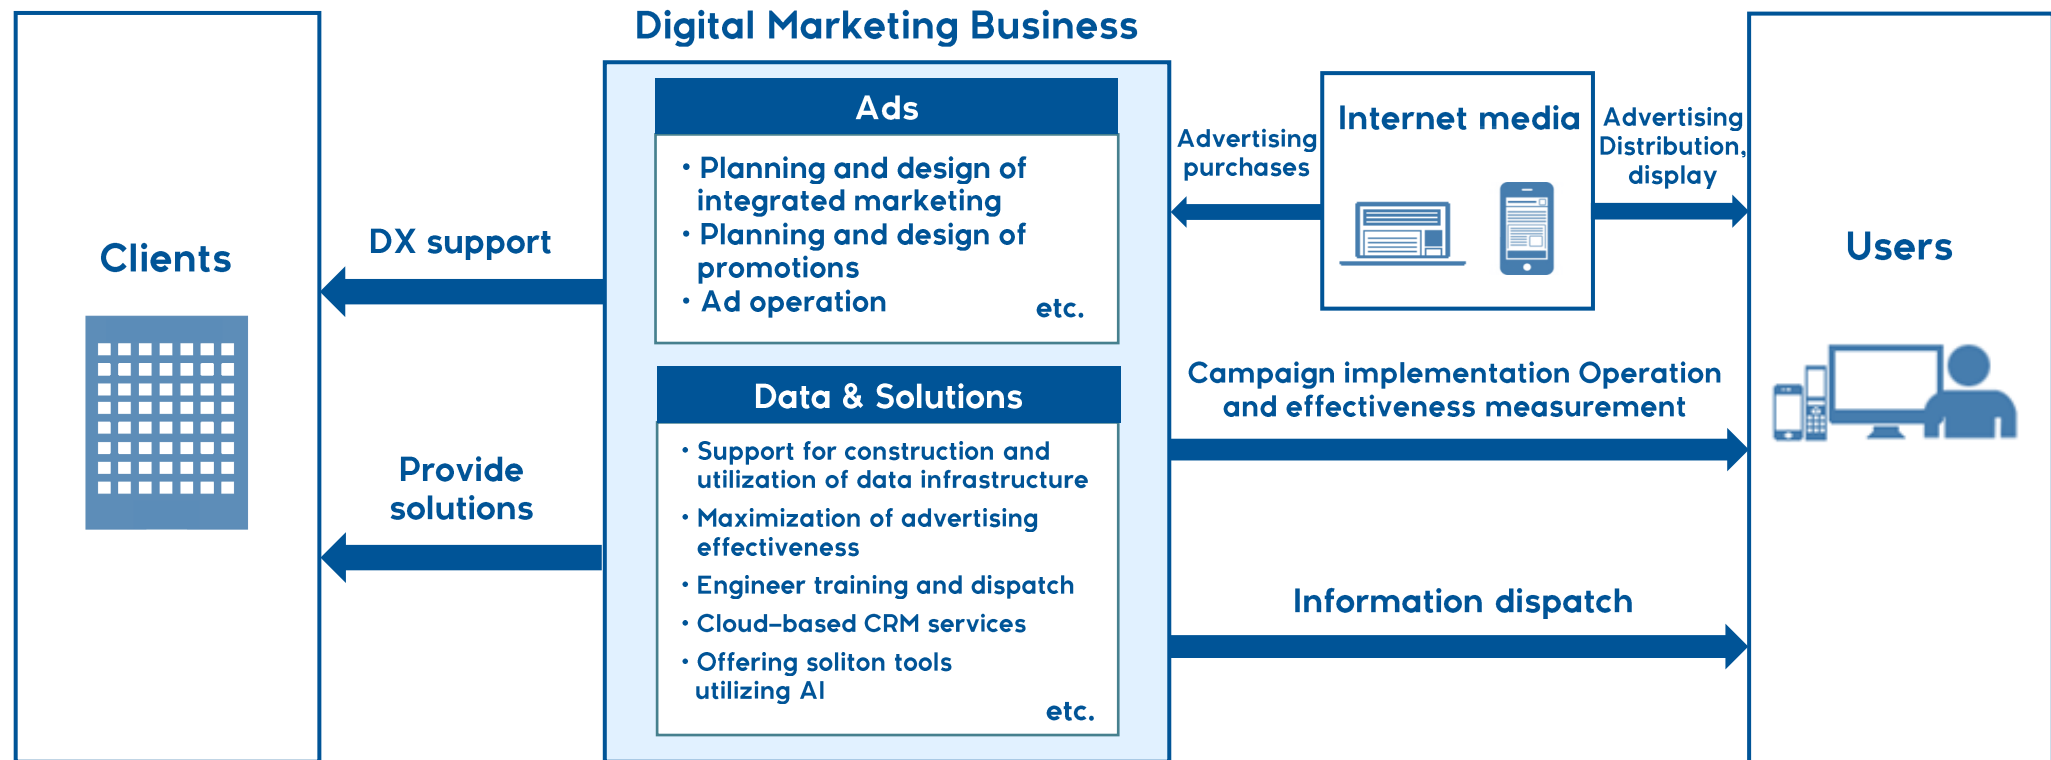 Digital Marketing Business
Clients
DX support
Provide
solutions
Ads
・Planning and design of
integrated marketing
・Planning and design of
promotions
・Ad operation
etc.
Data & Solutions
・Support for construction and
utilization of data infrastructure
・Maximization of advertising
effectiveness
・Engineer training and dispatch
・Cloud–based CRM services
・Offering soliton tools
utilizing AI
etc.
Advertising
purchases
Internet media
Advertising
Distribution,
display
Campaign implementation Operation
and effectiveness measurement
Information dispatch
Users